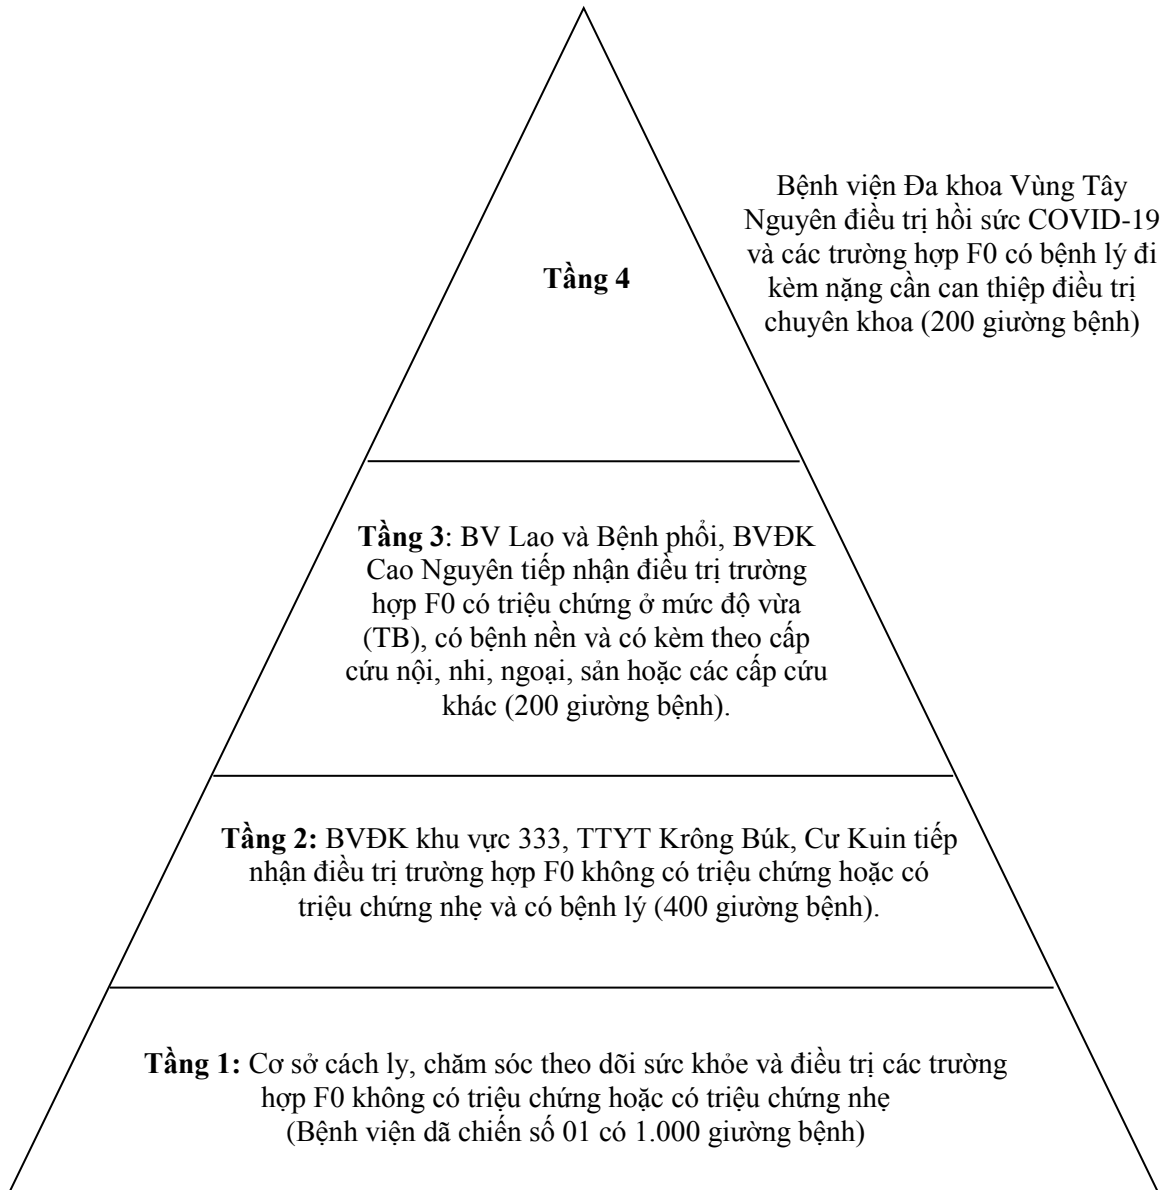 Bệnh viện Đa khoa Vùng Tây
Nguyên điều trị hồi sức COVID-19
và các trường hợp F0 có bệnh lý đi
kèm nặng cần can thiệp điều trị
chuyên khoa (200 giường bệnh)
Tầng 4
Tầng 3: BV Lao và Bệnh phổi, BVĐK
Cao Nguyên tiếp nhận điều trị trường
hợp F0 có triệu chứng ở mức độ vừa
(TB), có bệnh nền và có kèm theo cấp
cứu nội, nhi, ngoại, sản hoặc các cấp cứu
khác (200 giường bệnh).
Tầng 2: BVĐK khu vực 333, TTYT Krông Búk, Cư Kuin tiếp
nhận điều trị trường hợp F0 không có triệu chứng hoặc có
triệu chứng nhẹ và có bệnh lý (400 giường bệnh).
Tầng 1: Cơ sở cách ly, chăm sóc theo dõi sức khỏe và điều trị các trường
hợp F0 không có triệu chứng hoặc có triệu chứng nhẹ
(Bệnh viện dã chiến số 01 có 1.000 giường bệnh)